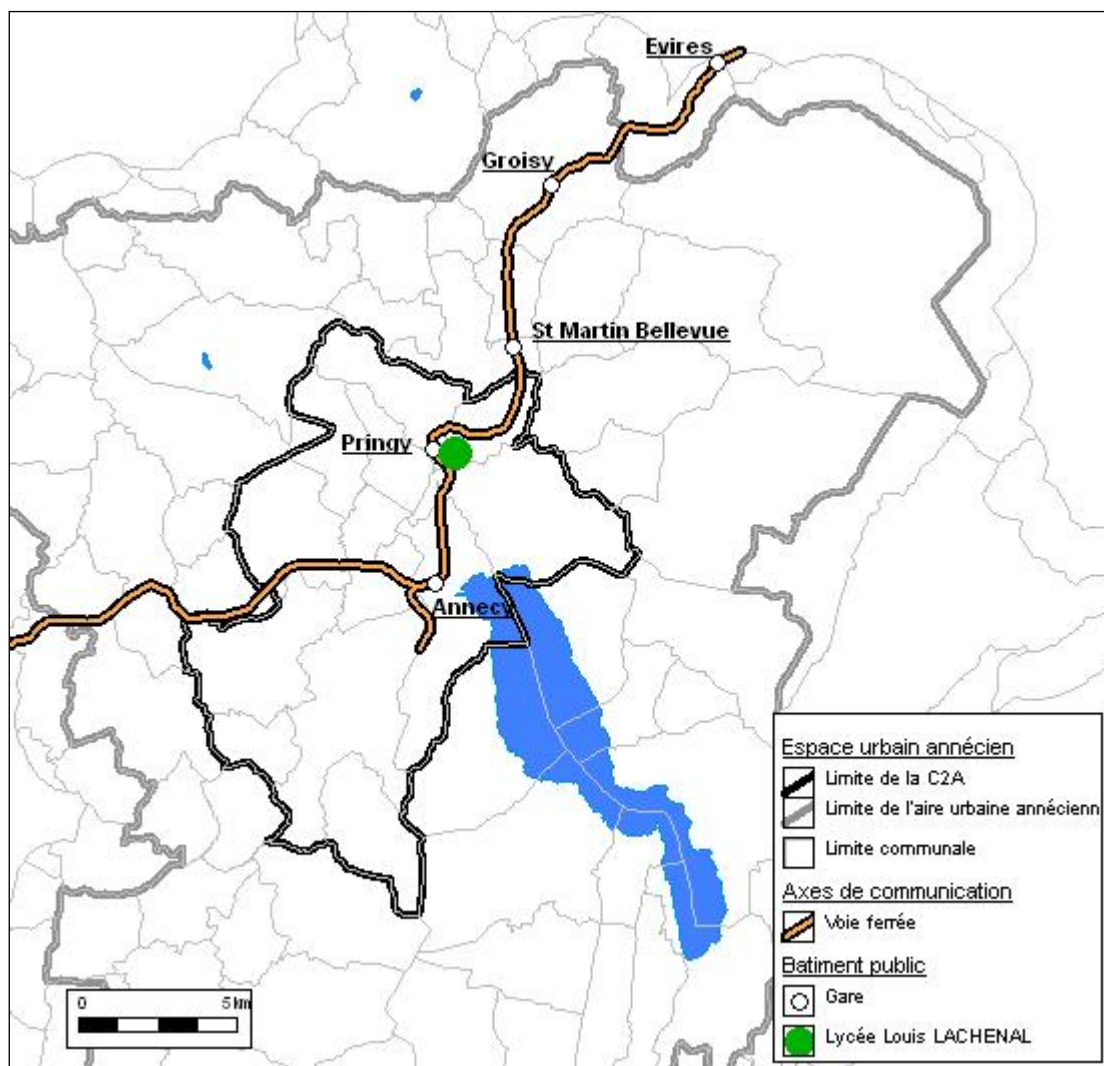 Evires
Groisy
St Martin Bellevue
Pringy
Annecy
Espace urbain annécien
Limite de la C2A
Limite de l'aire urbaine annécienn
Limite communale
Axes de communication
Voie ferrée
Batiment public
Gare
Lycée Louis LACHENAL
0 5 km